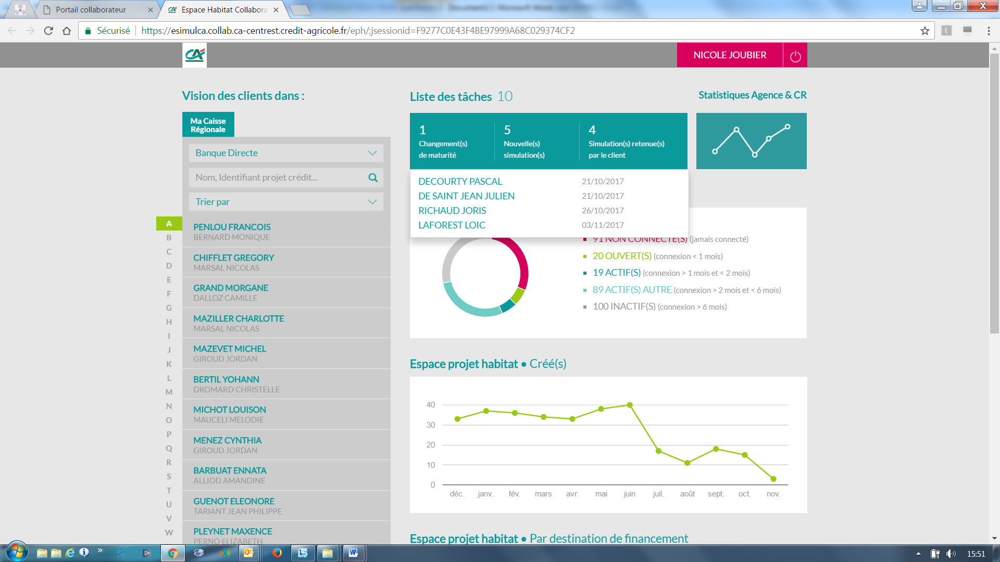 Portail collaborateur
Espace Habitat Collabora
Sécurisé
https://esimulca.collab.ca-centrest.credit-agricole.fr/eph/;jsessionid=F9277C0E43F4BE97999A68C029374CF2
E
CA
NICOLE JOUBIER
Vision des clients dans :
Ma Caisse
Régionale
Banque Directe
Nom, Identifiant projet crédit...
Trier par
A
B
C
D
E
F
G
H
I
J
K
L
M
N
O
P
Q
R
S
T
U
V
W
PENLOU FRANCOIS
BERNARD MONIQUE
CHIFFLET GREGORY
MARSAL NICOLAS
GRAND MORGANE
DALLOZ CAMILLE
MAZILLER CHARLOTTE
MARSAL NICOLAS
MAZEVET MICHEL
GIROUD JORDAN
BERTIL YOHANN
DROMARD CHRISTELLE
MICHOT LOUISON
MAUCELI MELODIE
MENEZ CYNTHIA
GIROUD JORDAN
BARBUAT ENNATA
ALLIOD AMANDINE
GUENOT ELEONORE
TARIANT JEAN PHILIPPE
PLEYNET MAXENCE
PERNO ELIZABETH
Liste des tâches 10
1
Changement(s)
de maturité
5
Nouvelle(s)
simulation(s)
4
Simulation(s) retenue(s)
par le client
Statistiques Agence & CR
DECOURTY PASCAL 21/10/2017
DE SAINT JEAN JULIEN 21/10/2017
RICHAUD JORIS 26/10/2017
LAFOREST LOIC 03/11/2017
91 NON CONNECTÉ(S) (jamais connecté)
20 OUVERT(S) (connexion < 1 mois)
19 ACTIF(S) (connexion > 1 mois et < 2 mois)
89 ACTIF(S) AUTRE (connexion > 2 mois et < 6 mois)
100 INACTIF(S) (connexion > 6 mois)
Espace projet habitat • Créé(s)
40
30
20
10
0
déc. janv. fév. mars avr. mai juin juil. août sept. oct. nov.
Espace projet habitat • Par destination de financement
15:51